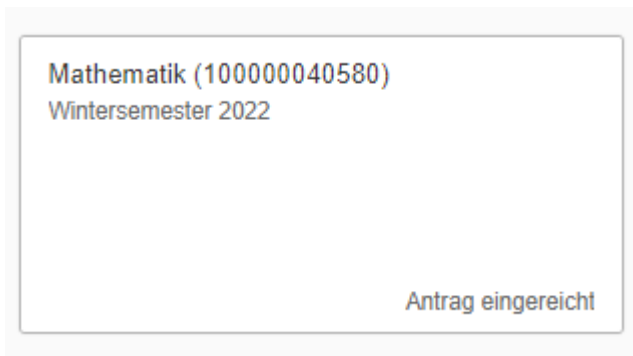 Mathematik (100000040580)
Wintersemester 2022
Antrag eingereicht